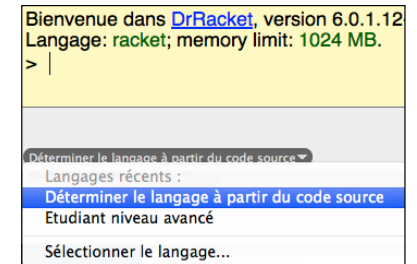 Bienvenue dans DrRacket, version 6.0.1.12
Langage: racket; memory limit: 1024 MB.
>
Déterminer le langage à partir du code source
Langages récents :
Déterminer le langage à partir du code source
Etudiant niveau avancé
Sélectionner le langage...